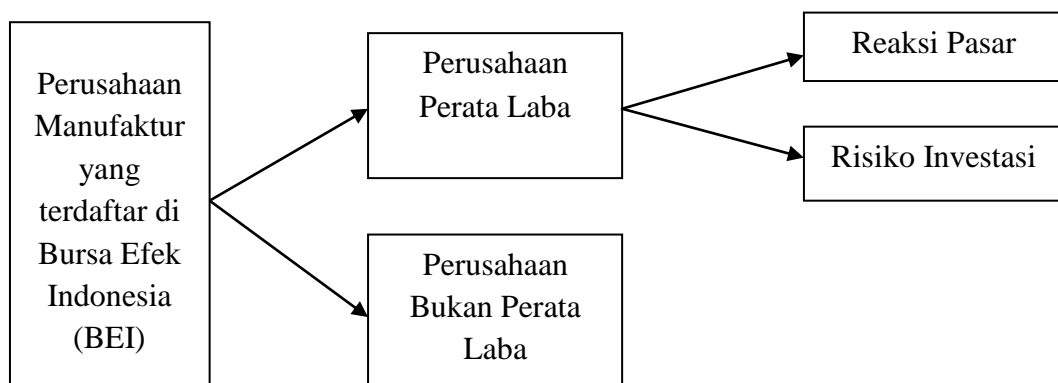 Perusahaan
Manufaktur
yang
terdaftar di
Bursa Efek
Indonesia
(BEI)
Perusahaan
Perata Laba
Perusahaan
Bukan Perata
Laba
Reaksi Pasar
Risiko Investasi